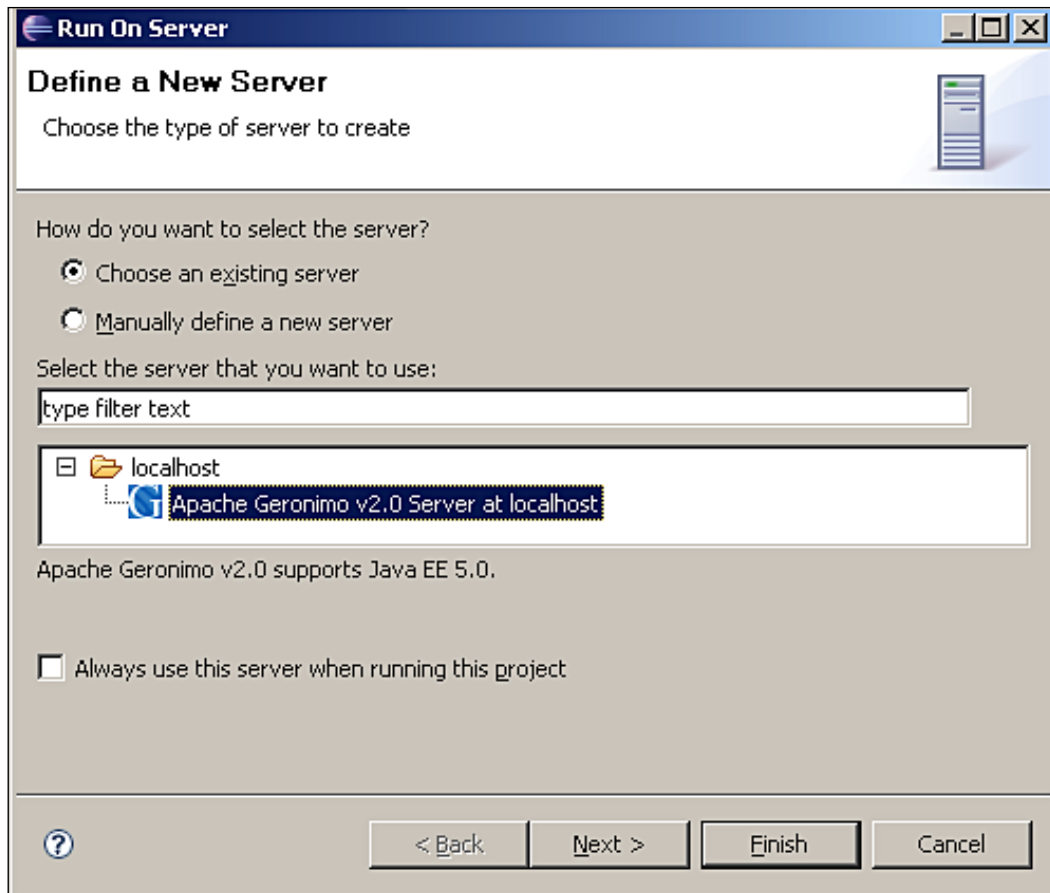 Run On Server
Define a New Server
Choose the type of server to create
How do you want to select the server?
Choose an existing server
Manually define a new server
Select the server that you want to use:
type filter text
localhost
Apache Geronimo v2.0 Server at localhost
Apache Geronimo v2.0 supports Java EE 5.0.
Always use this server when running this project
? < Back Next > Finish Cancel